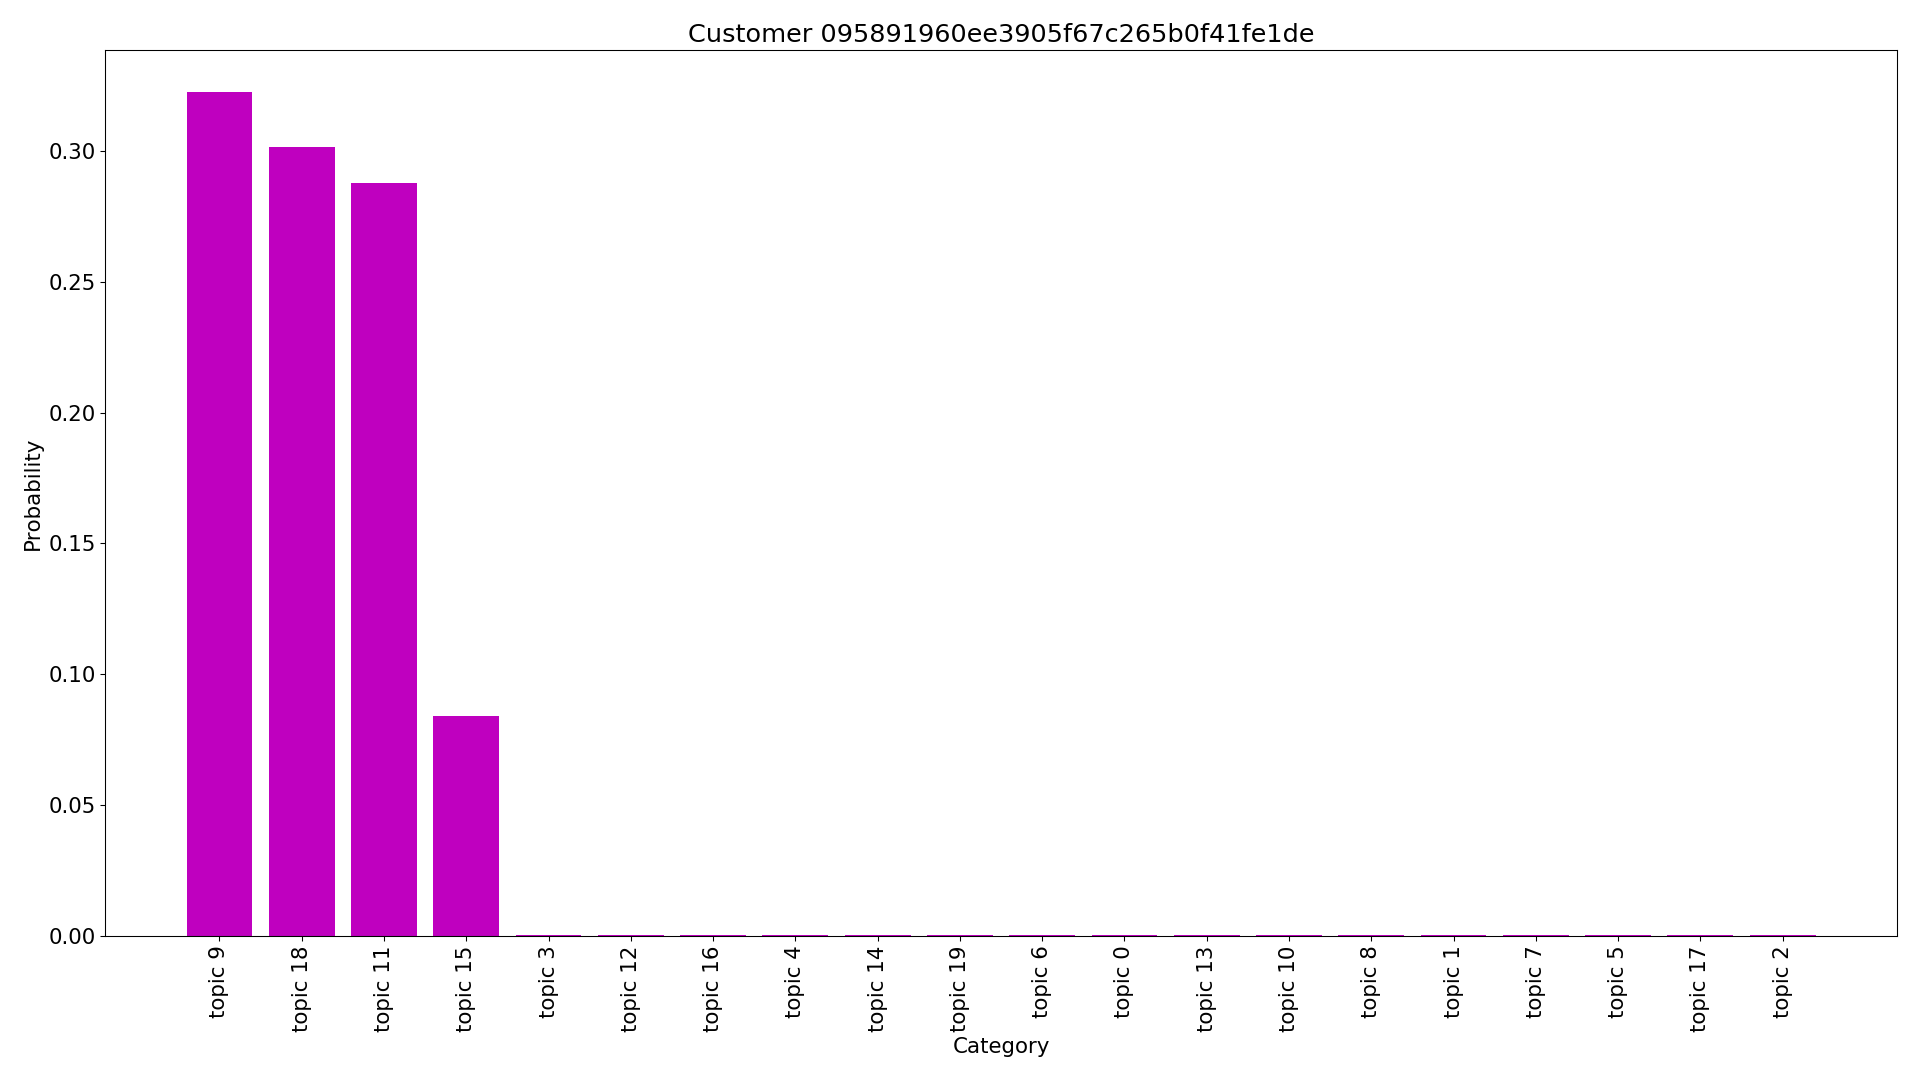 Customer 095891960ee3905f67c265b0f41fe1de
Probability
0.30
0.25
0.20
0.15
0.10
0.05
0.00
topic 9
topic 18
topic 11
topic 15
topic 3
topic 12
topic 16
topic 4
topic 14
topic 19
topic 6
topic 0
topic 13
topic 10
topic 8
topic 1
topic 7
topic 5
topic 17
topic 2
Category